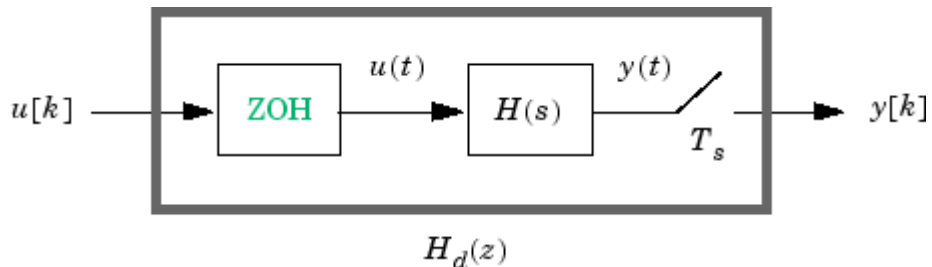 u(t) y(t)
u[k] ZOH H(s) y[k]
T_s
H_d(z)